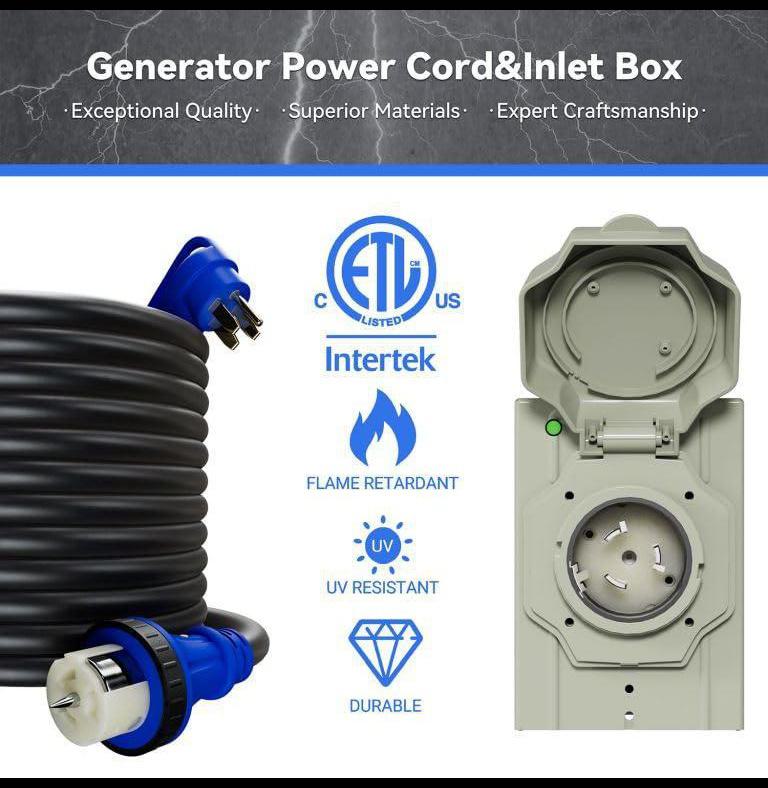 Generator Power Cord&Inlet Box
·Exceptional Quality· ·Superior Materials· ·Expert Craftsmanship·
ETL
CM
C US
LISTED
Intertek
FLAME RETARDANT
UV
UV RESISTANT
DURABLE